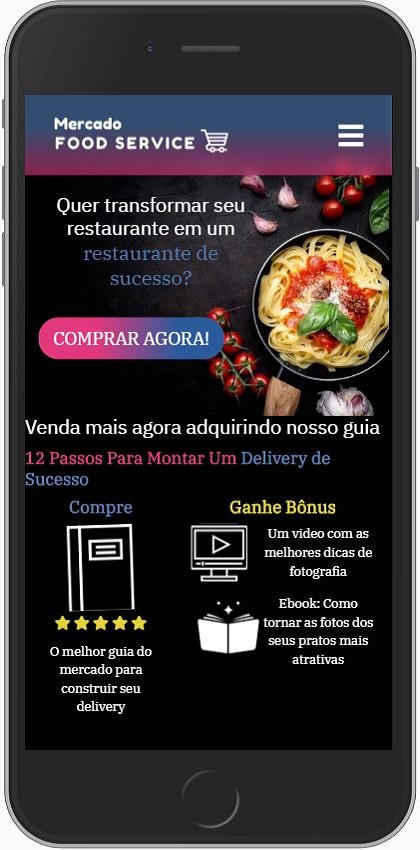 Mercado
FOOD SERVICE
Quer transformar seu
restaurante em um
restaurante de
sucesso?
COMPRAR AGORA!
Venda mais agora adquirindo nosso guia
12 Passos Para Montar Um Delivery de
Sucesso
Compre
O melhor guia do
mercado para
construir seu
delivery
Ganhe Bônus
Um video com as
melhores dicas de
fotografia
Ebook: Como
tornar as fotos dos
seus pratos mais
atrativas